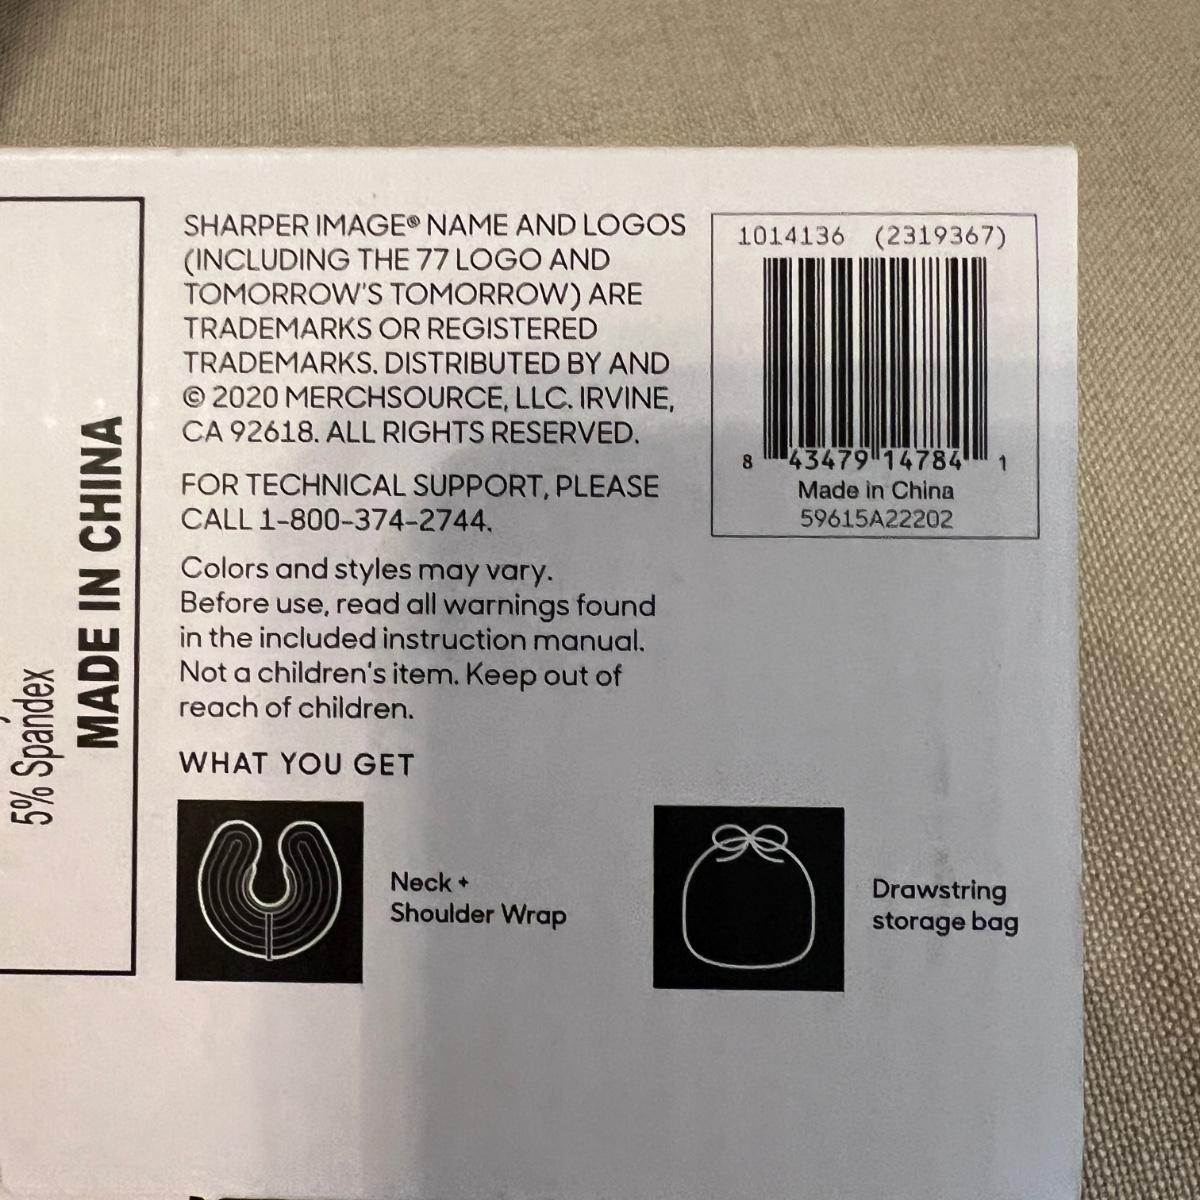 5% Spandex
MADE IN CHINA
SHARPER IMAGE® NAME AND LOGOS
(INCLUDING THE 77 LOGO AND
TOMORROW'S TOMORROW) ARE
TRADEMARKS OR REGISTERED
TRADEMARKS. DISTRIBUTED BY AND
© 2020 MERCHSOURCE, LLC. IRVINE,
CA 92618. ALL RIGHTS RESERVED.
FOR TECHNICAL SUPPORT, PLEASE
CALL 1-800-374-2744.
Colors and styles may vary.
Before use, read all warnings found
in the included instruction manual.
Not a children's item. Keep out of
reach of children.
WHAT YOU GET
Neck +
Shoulder Wrap
Drawstring
storage bag
1014136 (2319367)
8 43479 14784 1
Made in China
59615A22202